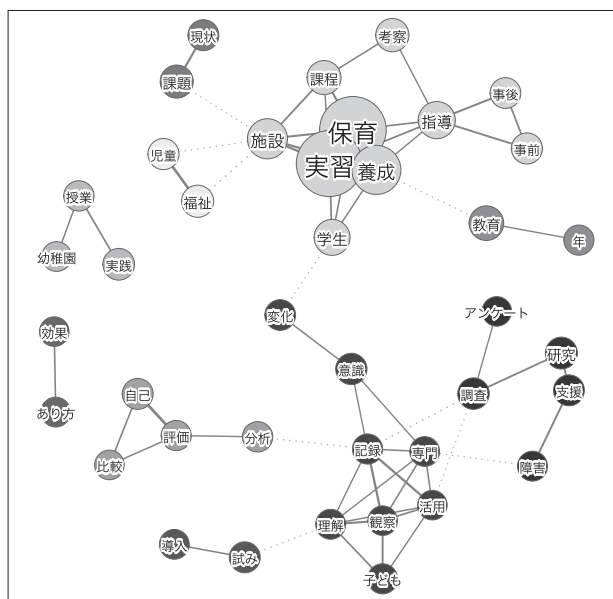 現状
考察
課題
課程
事後
保育
指導
施設
実習
事前
児童
養成
福祉
授業
教育
学生
年
幼稚園
実践
変化
アンケート
効果
研究
意識
支援
自己
調査
あり方
評価
分析
記録
専門
比較
障害
活用
理解
観察
導入
試み
子ども